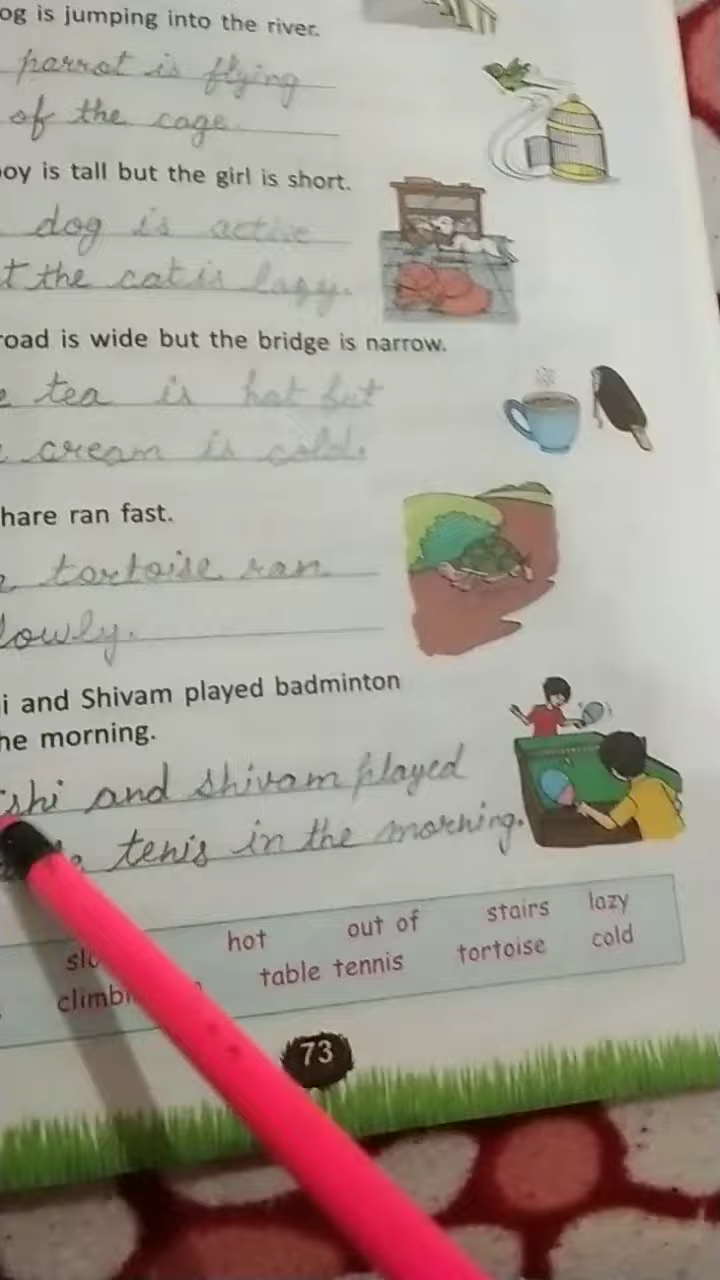 og is jumping into the river.
parrot is flying
of the cage.
oy is tall but the girl is short.
dog is active
t the cat is lazy.
road is wide but the bridge is narrow.
e tea is hot but
e cream is cold.
hare ran fast.
e tortoise ran
lowly.
i and Shivam played badminton
he morning.
ishi and shivam played
tenis in the morning.
hot out of stairs lazy
climbi table tennis tortoise cold
73